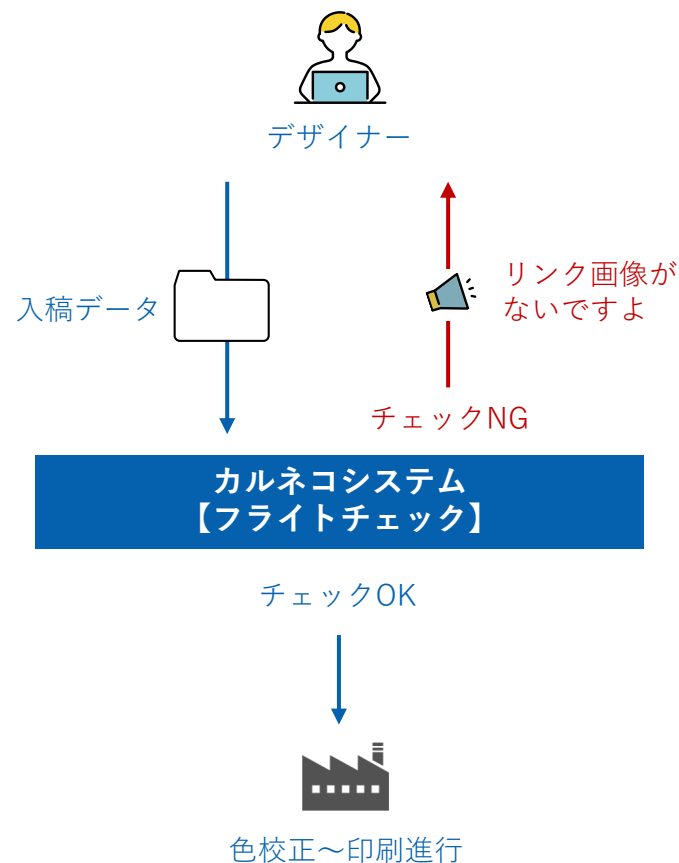 デザイナー
入稿データ
リンク画像が
ないですよ
チェックNG
カルネコシステム
【フライトチェック】
チェックOK
色校正～印刷進行